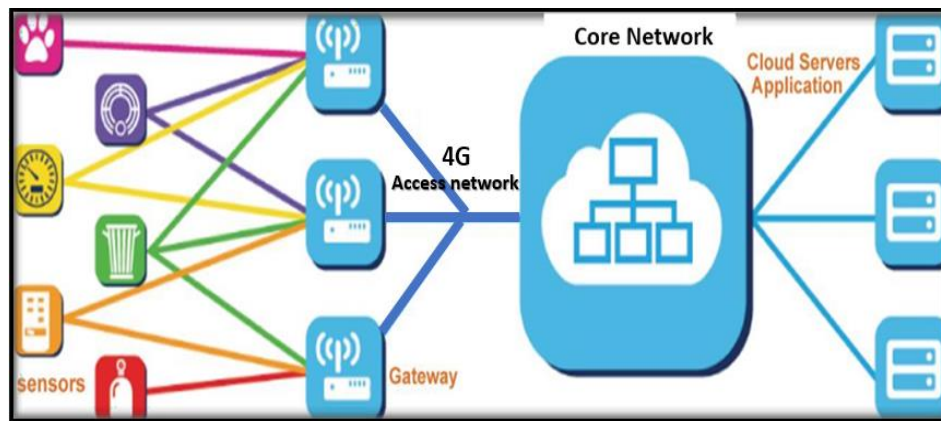 Core Network
Cloud Servers
Application
4G
Access network
sensors
Gateway